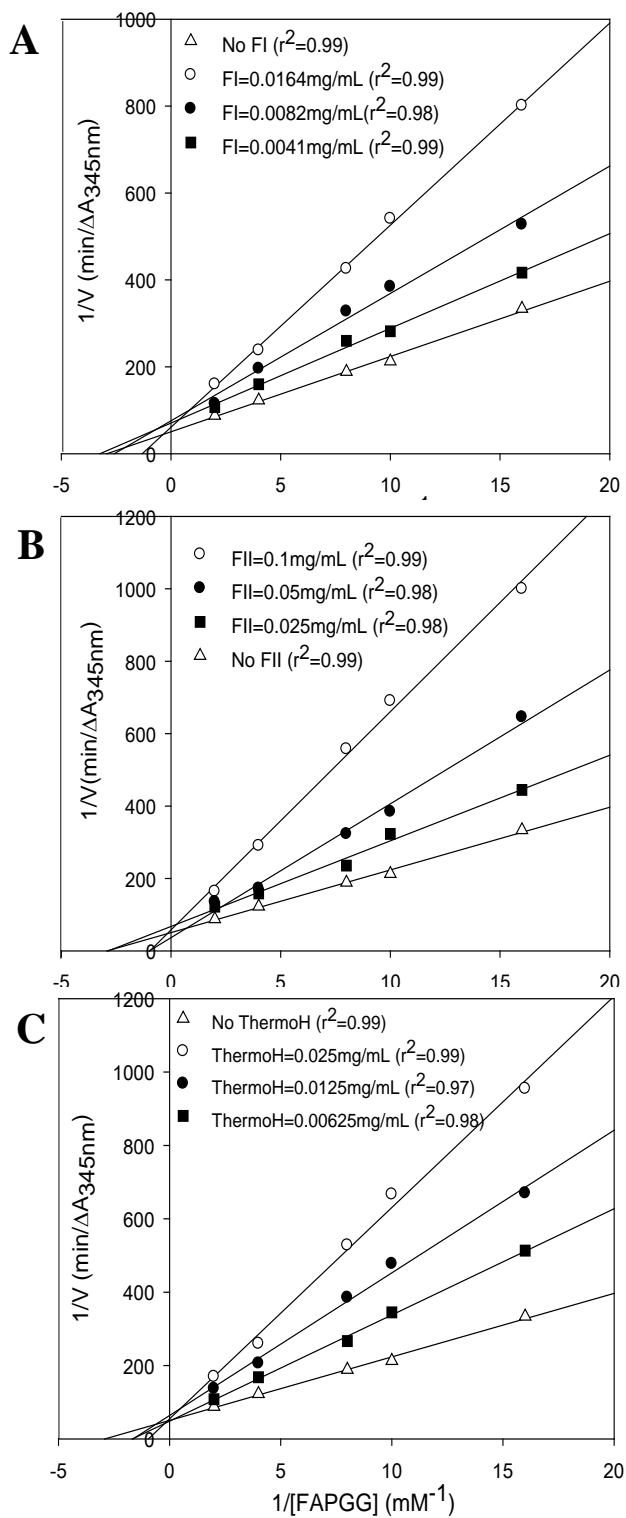 A
1000
800
600
400
200
0
-5
0
5
10
15
20
1/V (min/ΔA345nm)
No FI (r2=0.99)
FI=0.0164mg/mL (r2=0.99)
FI=0.0082mg/mL(r2=0.98)
FI=0.0041mg/mL (r2=0.99)
B
1200
1000
800
600
400
200
0
-5
0
5
10
15
20
1/V(min/ΔA345nm)
FII=0.1mg/mL (r2=0.99)
FII=0.05mg/mL (r2=0.98)
FII=0.025mg/mL (r2=0.98)
No FII (r2=0.99)
C
1200
1000
800
600
400
200
0
-5
0
5
10
15
20
1/V (min/ΔA345nm)
No ThermoH (r2=0.99)
ThermoH=0.025mg/mL (r2=0.99)
ThermoH=0.0125mg/mL (r2=0.97)
ThermoH=0.00625mg/mL (r2=0.98)
1/[FAPGG] (mM-1)